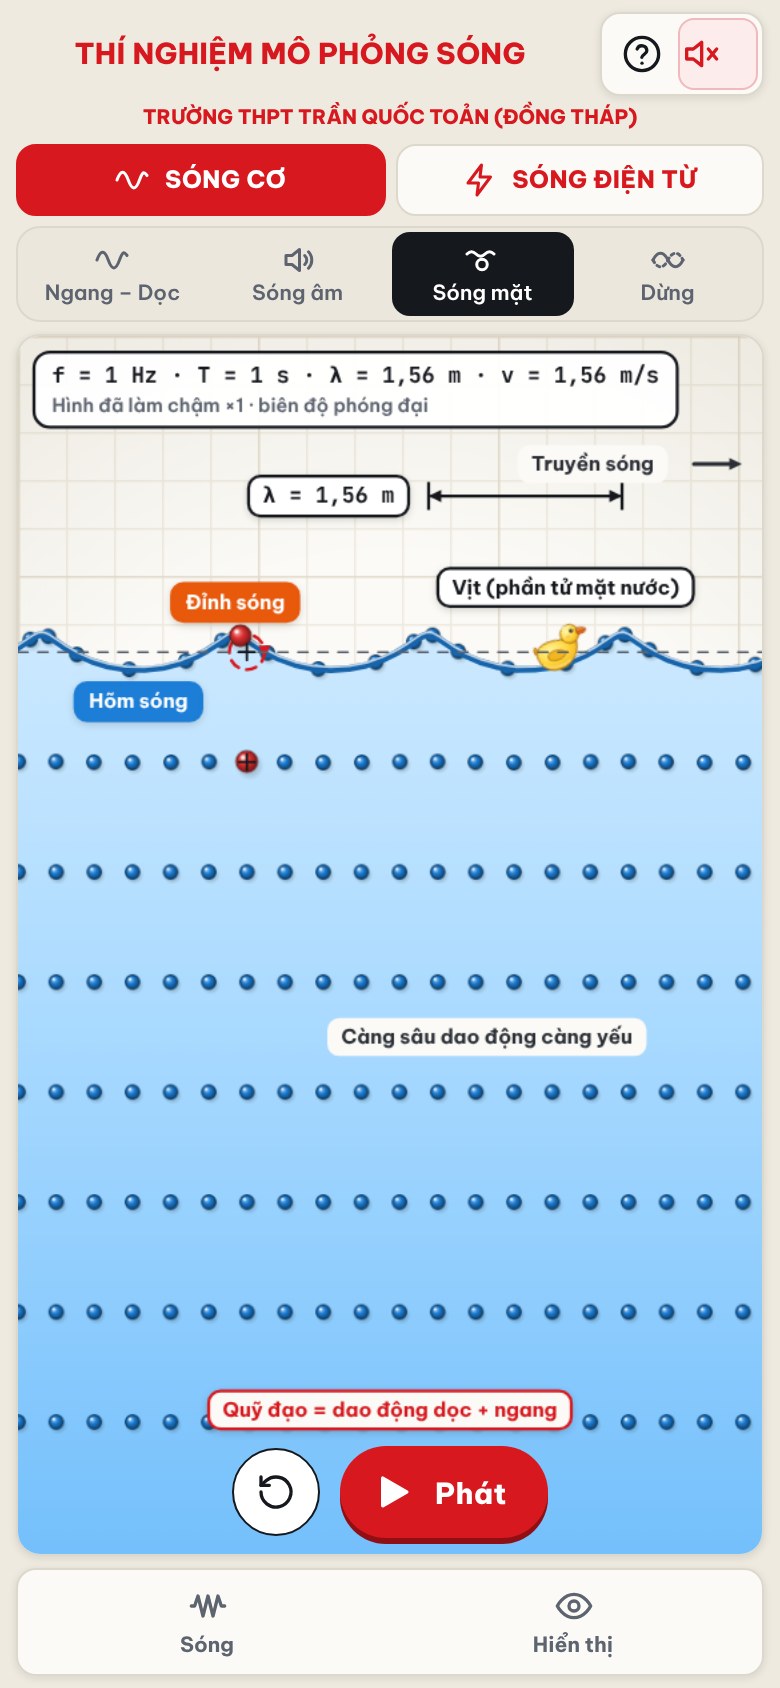 THÍ NGHIỆM MÔ PHỎNG SÓNG
TRƯỜNG THPT TRẦN QUỐC TOẢN (ĐỒNG THÁP)
SÓNG CƠ
SÓNG ĐIỆN TỪ
Ngang – Dọc
Sóng âm
Sóng mặt
Dừng
f = 1 Hz · T = 1 s · λ = 1,56 m · v = 1,56 m/s
Hình đã làm chậm ×1 · biên độ phóng đại
Truyền sóng
λ = 1,56 m
Vịt (phần tử mặt nước)
Đỉnh sóng
Hõm sóng
Càng sâu dao động càng yếu
Quỹ đạo = dao động dọc + ngang
Phát
Sóng
Hiển thị